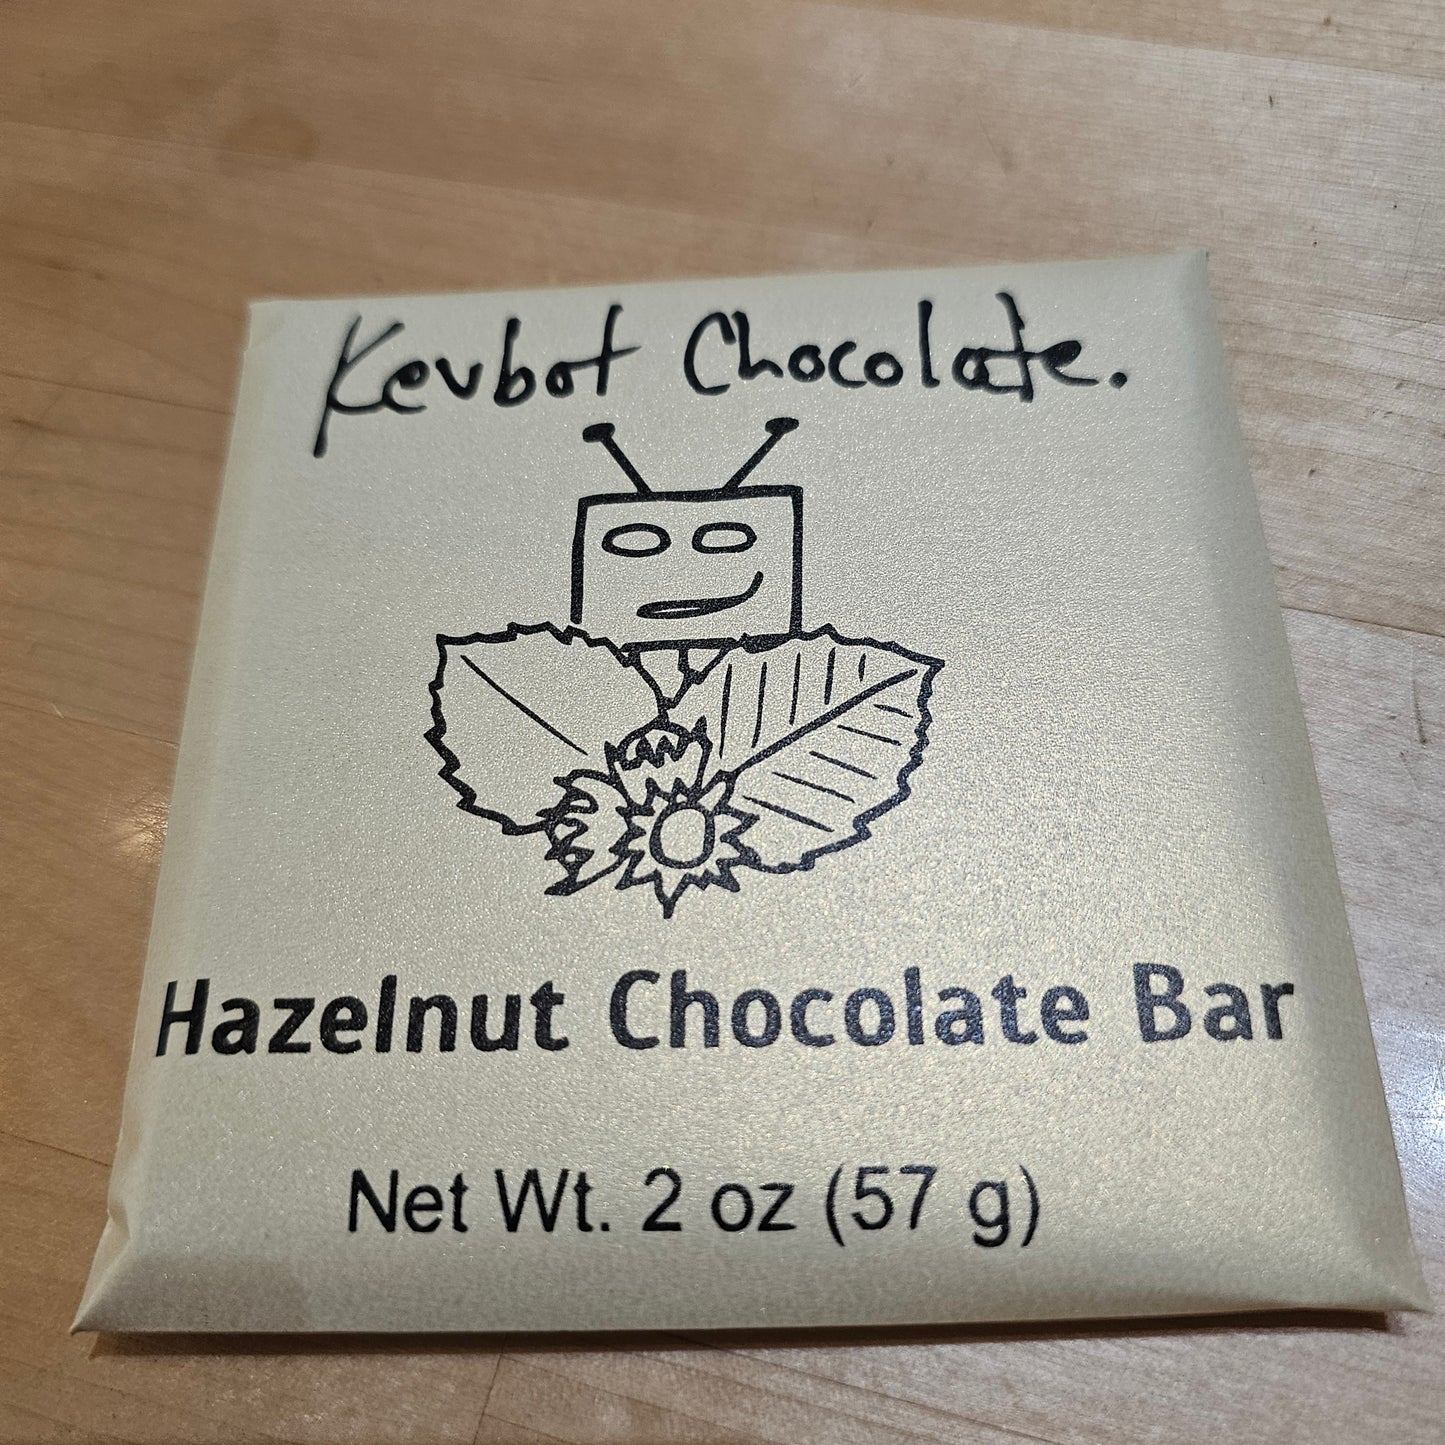 Kevbot Chocolate.
Hazelnut Chocolate Bar
Net Wt. 2 oz (57 g)